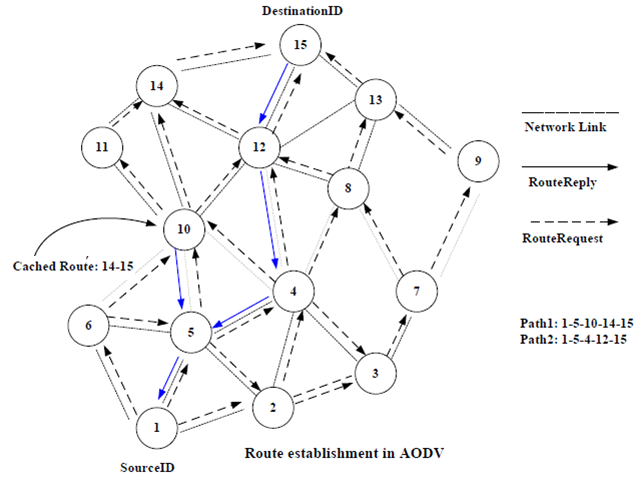 DestinationID
15
14
13
11
12
9
8
Network Link
RouteReply
10
RouteRequest
Cached Route: 14-15
4
7
6
5
Path1: 1-5-10-14-15
Path2: 1-5-4-12-15
3
2
1
Route establishment in AODV
SourceID